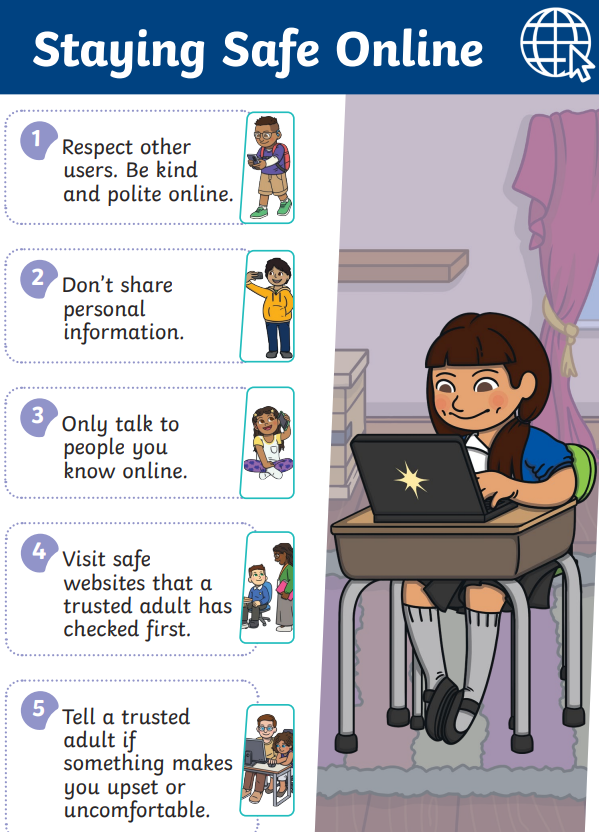 Staying Safe Online
1
Respect other
users. Be kind
and polite online.
2
Don't share
personal
information.
3
Only talk to
people you
know online.
4
Visit safe
websites that a
trusted adult has
checked first.
5
Tell a trusted
adult if
something makes
you upset or
uncomfortable.